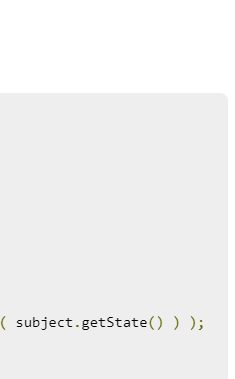 ( subject.getState() ) );